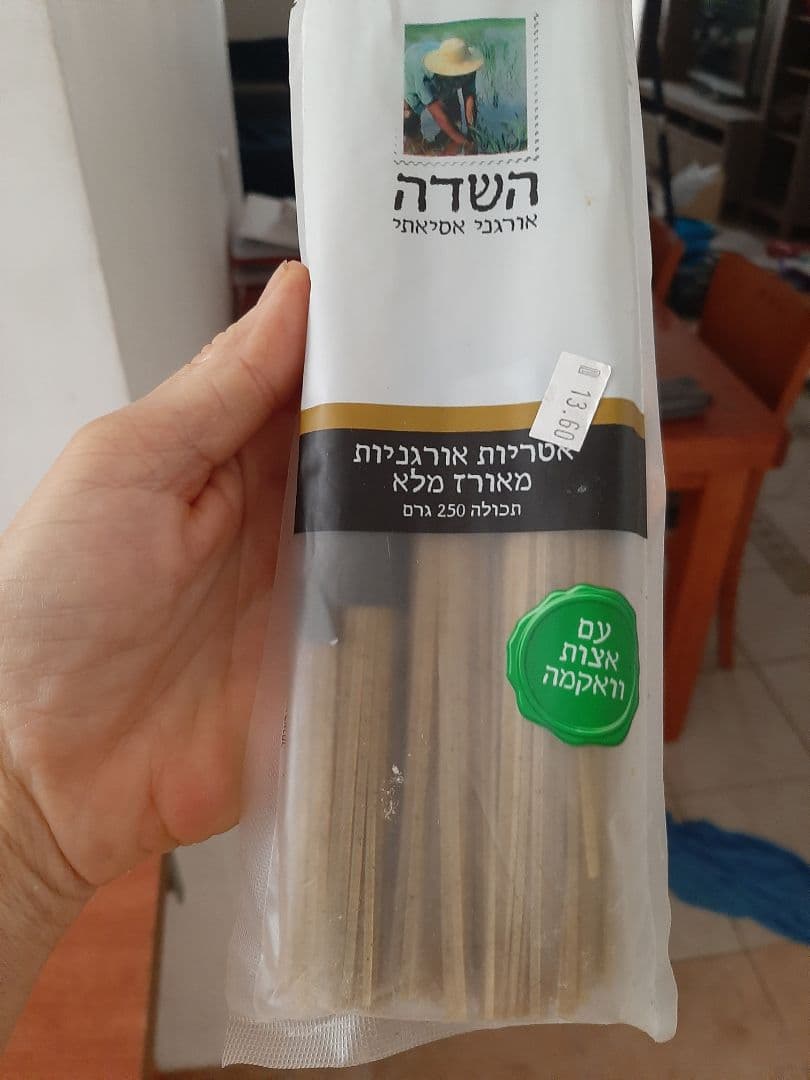 השדה
אורגני אסיאתי
13.60
אטריות אורגניות
מאורז מלא
תכולה 250 גרם
עם
אצות
וואקמה